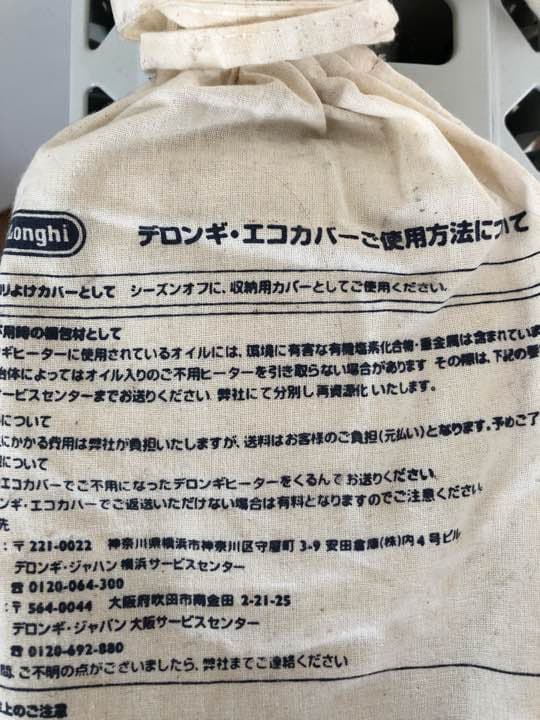 Longhi
デロンギ・エコカバーご使用方法について
りよけカバーとして シーズンオフに、収納用カバーとしてご使用ください。
用時の梱包材として
ギヒーターに使用されているオイルには、環境に有害な有機塩素化合物・重金属は含まれていま
台体によってはオイル入りのご不用ヒーターを引き取らない場合があります その際は、下記の要
ービスセンターまでお送りください 弊社にて分別し再資源化いたします。
について
にかかる費用は弊社が負担いたしますが、送料はお客様のご負担(元払い)となります。予めご了
について
エコカバーでご不用になったデロンギヒーターをくるんでお送りください
ンギ・エコカバーでご返送いただけない場合は有料となりますのでご注意ください
先
:〒221-0022 神奈川県横浜市神奈川区守屋町 3-9 安田倉庫(株)内4号ビル
デロンギ・ジャパン 横浜サービスセンター
☎ 0120-064-300
:〒564-0044 大阪府吹田市南金田 2-21-25
デロンギ・ジャパン 大阪サービスセンター
☎ 0120-692-880
間、ご不明の点がございましたら、弊社までご連絡ください
上のご注意